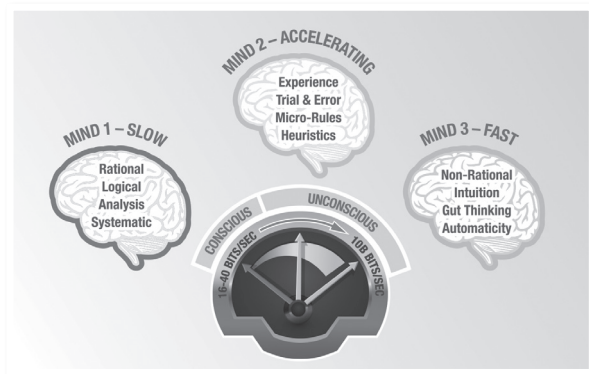 MIND 1 – SLOW
Rational
Logical
Analysis
Systematic
MIND 2 – ACCELERATING
Experience
Trial & Error
Micro-Rules
Heuristics
MIND 3 – FAST
Non-Rational
Intuition
Gut Thinking
Automaticity
CONSCIOUS
UNCONSCIOUS
16-40 BITS/SEC
10B BITS/SEC